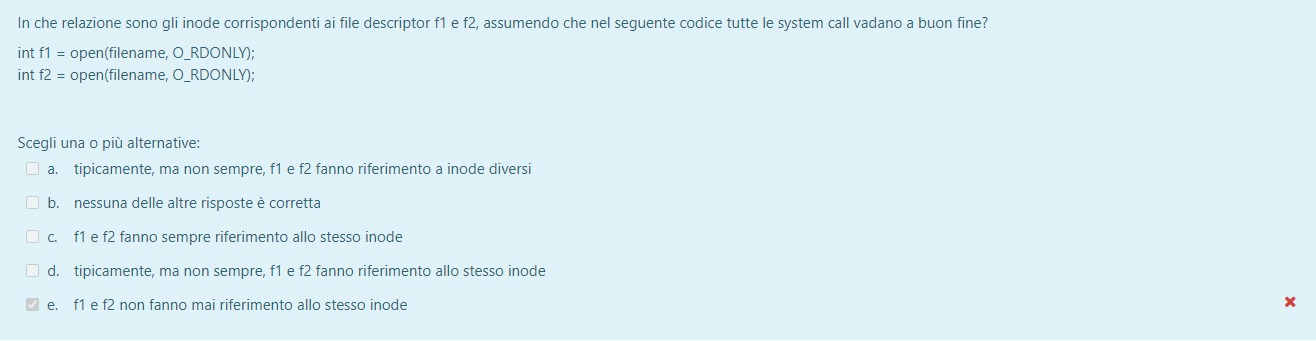 In che relazione sono gli inode corrispondenti ai file descriptor f1 e f2, assumendo che nel seguente codice tutte le system call vadano a buon fine?
int f1 = open(filename, O_RDONLY);
int f2 = open(filename, O_RDONLY);
Scegli una o più alternative:
a. tipicamente, ma non sempre, f1 e f2 fanno riferimento a inode diversi
b. nessuna delle altre risposte è corretta
c. f1 e f2 fanno sempre riferimento allo stesso inode
d. tipicamente, ma non sempre, f1 e f2 fanno riferimento allo stesso inode
e. f1 e f2 non fanno mai riferimento allo stesso inode